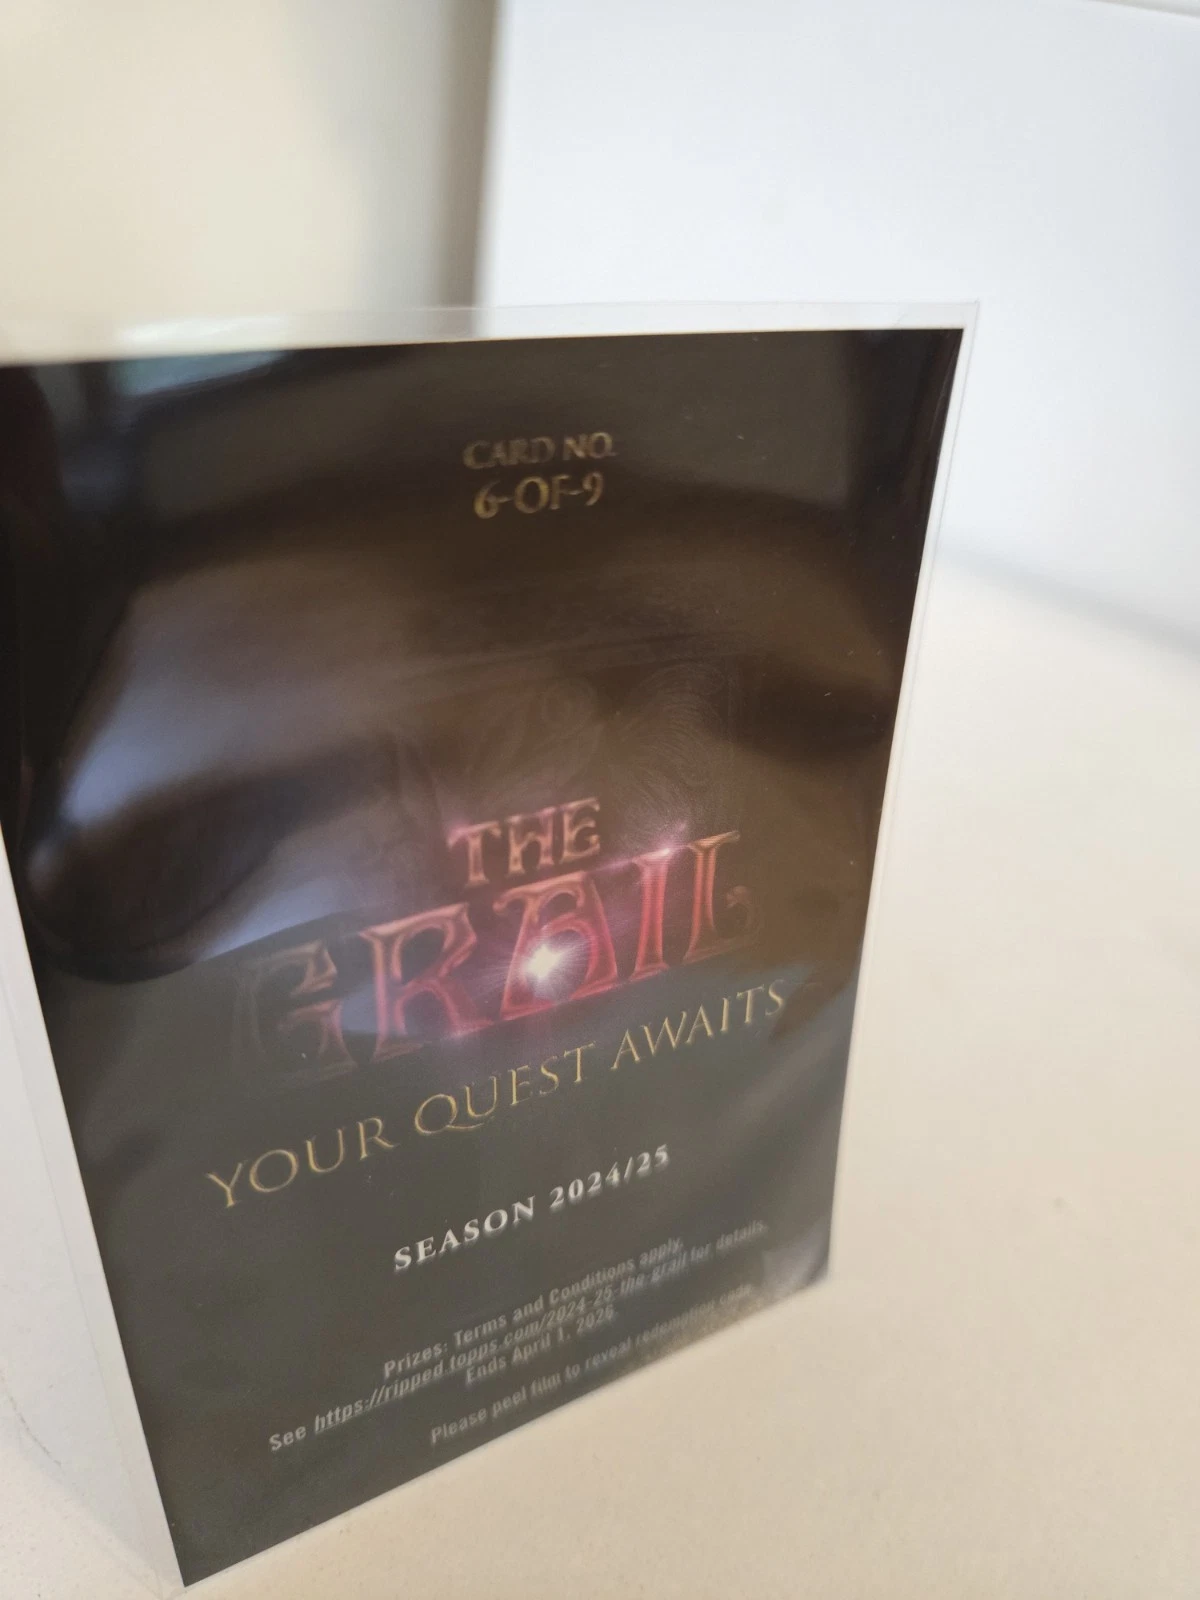 CARD NO.
6-OF-9
THE
GRAIL
YOUR QUEST AWAITS
SEASON 2024/25
Prizes: Terms and Conditions apply.
See https://ripped.topps.com/2024-25-the-grail for details.
Ends April 1, 2026.
Please peel film to reveal redemption code.